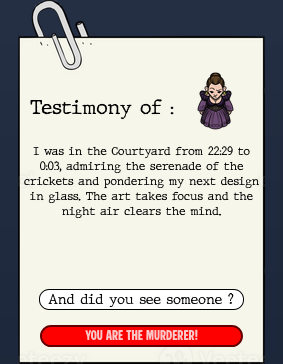 Testimony of :
I was in the Courtyard from 22:29 to
0:03, admiring the serenade of the
crickets and pondering my next design
in glass. The art takes focus and the
night air clears the mind.
And did you see someone ?
YOU ARE THE MURDERER!